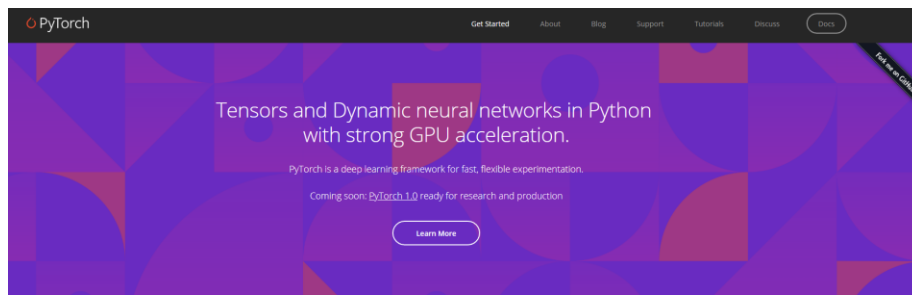 PyTorch
Get Started About Blog Support Tutorials Discuss Docs
Fork me on GitHub
Tensors and Dynamic neural networks in Python
with strong GPU acceleration.
PyTorch is a deep learning framework for fast, flexible experimentation.
Coming soon: PyTorch 1.0 ready for research and production
Learn More